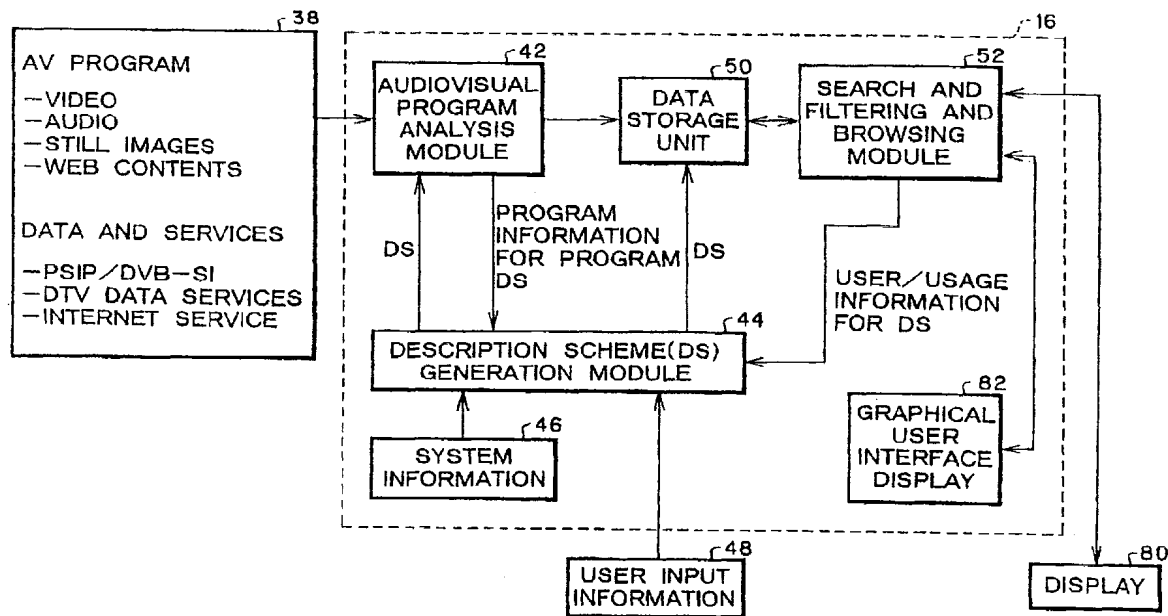 38
AV PROGRAM
-VIDEO
-AUDIO
-STILL IMAGES
-WEB CONTENTS
DATA AND SERVICES
-PSIP/DVB-SI
-DTV DATA SERVICES
-INTERNET SERVICE
16
42
AUDIOVISUAL
PROGRAM
ANALYSIS
MODULE
50
DATA
STORAGE
UNIT
52
SEARCH AND
FILTERING AND
BROWSING
MODULE
DS
PROGRAM
INFORMATION
FOR PROGRAM
DS
DS
USER/USAGE
INFORMATION
FOR DS
44
DESCRIPTION SCHEME(DS)
GENERATION MODULE
46
SYSTEM
INFORMATION
82
GRAPHICAL
USER
INTERFACE
DISPLAY
48
USER INPUT
INFORMATION
80
DISPLAY